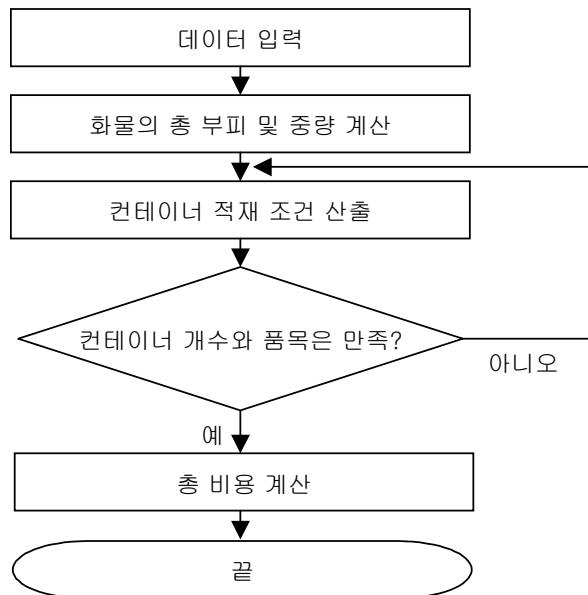 데이터 입력
화물의 총 부피 및 중량 계산
컨테이너 적재 조건 산출
컨테이너 개수와 품목은 만족?
아니오
예
총 비용 계산
끝